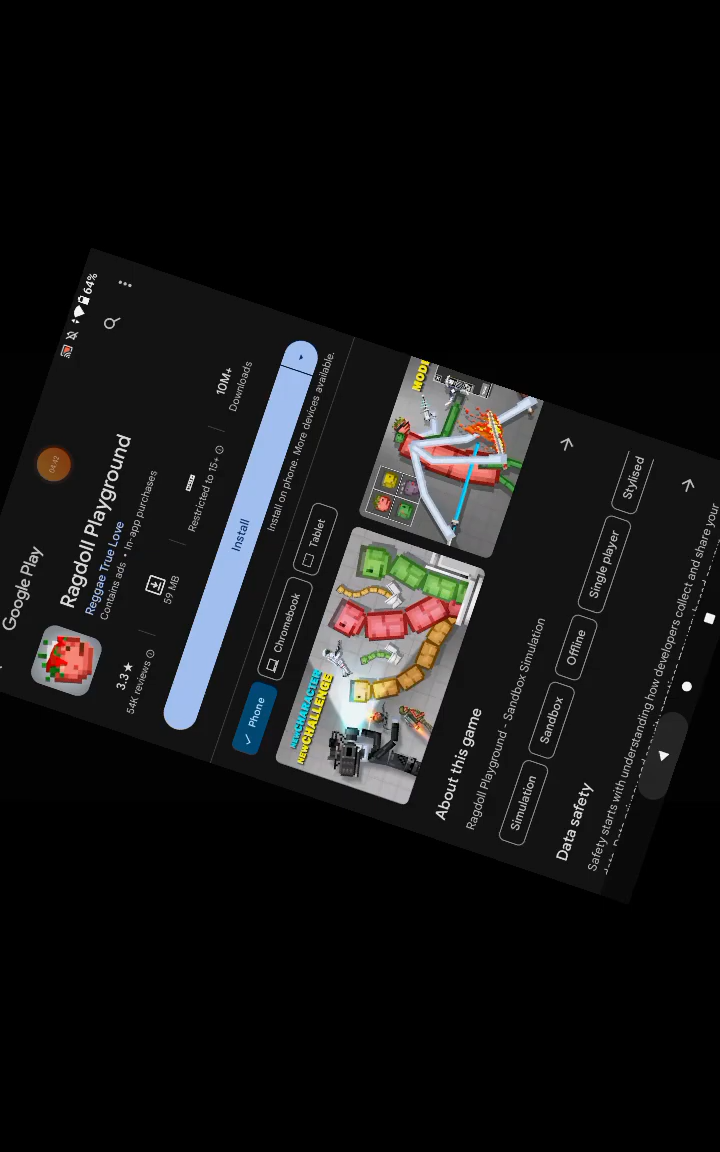 64%
Google Play
04:42
Ragdoll Playground
Reggae True Love
Contains ads • In-app purchases
3.3★
54K reviews
59 MB
Restricted to 15+
10M+
Downloads
Install
Install on phone. More devices available.
Phone
Chromebook
Tablet
NEW CHARACTER
NEW CHALLENGE
MODE
About this game
Ragdoll Playground - Sandbox Simulation
Simulation
Sandbox
Offline
Single player
Stylised
Data safety
Safety starts with understanding how developers collect and share your